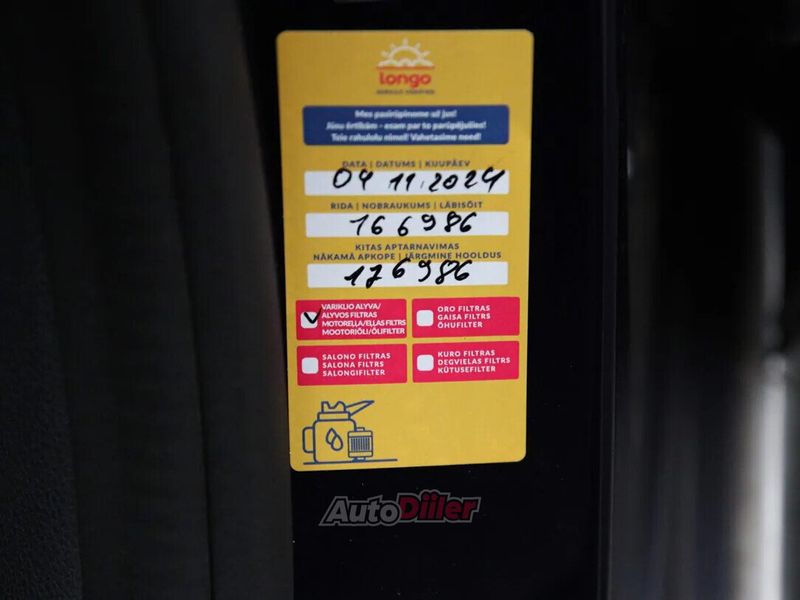 Longo
Mes pasirūpiname už jus!
Jūsu ērtībām - esam par to parūpējušies!
Teie rahulolu nimel! Vahetasime need!
DATA | DATUMS | KUUPÄEV
04 11.2024
RIDA | NOBRAUKUMS | LÄBISÕIT
166986
KITAS APTARNAVIMAS
NĀKAMĀ APKOPE | JÄRGMINE HOOLDUS
176986
VARIKLIO ALYVA/
ALYVOS FILTRAS
MOTOREĻĻA/EĻĻAS FILTRS
MOOTORIÕLI/ÕLIFILTER
ORO FILTRAS
GAISA FILTRS
ÕHUFILTER
SALONO FILTRAS
SALONA FILTRS
SALONGIFILTER
KURO FILTRAS
DEGVIELAS FILTRS
KÜTUSEFILTER
AutoDiler